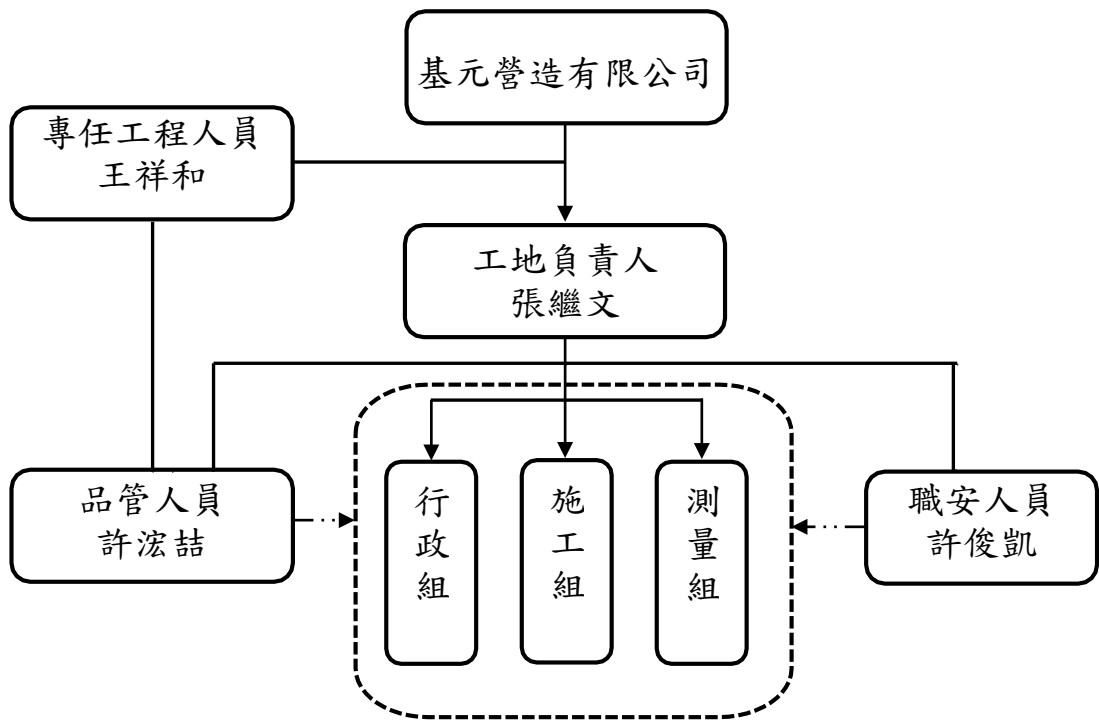 基元營造有限公司
專任工程人員
王祥和
工地負責人
張繼文
品管人員
許浤喆
行政組
施工組
測量組
職安人員
許俊凱